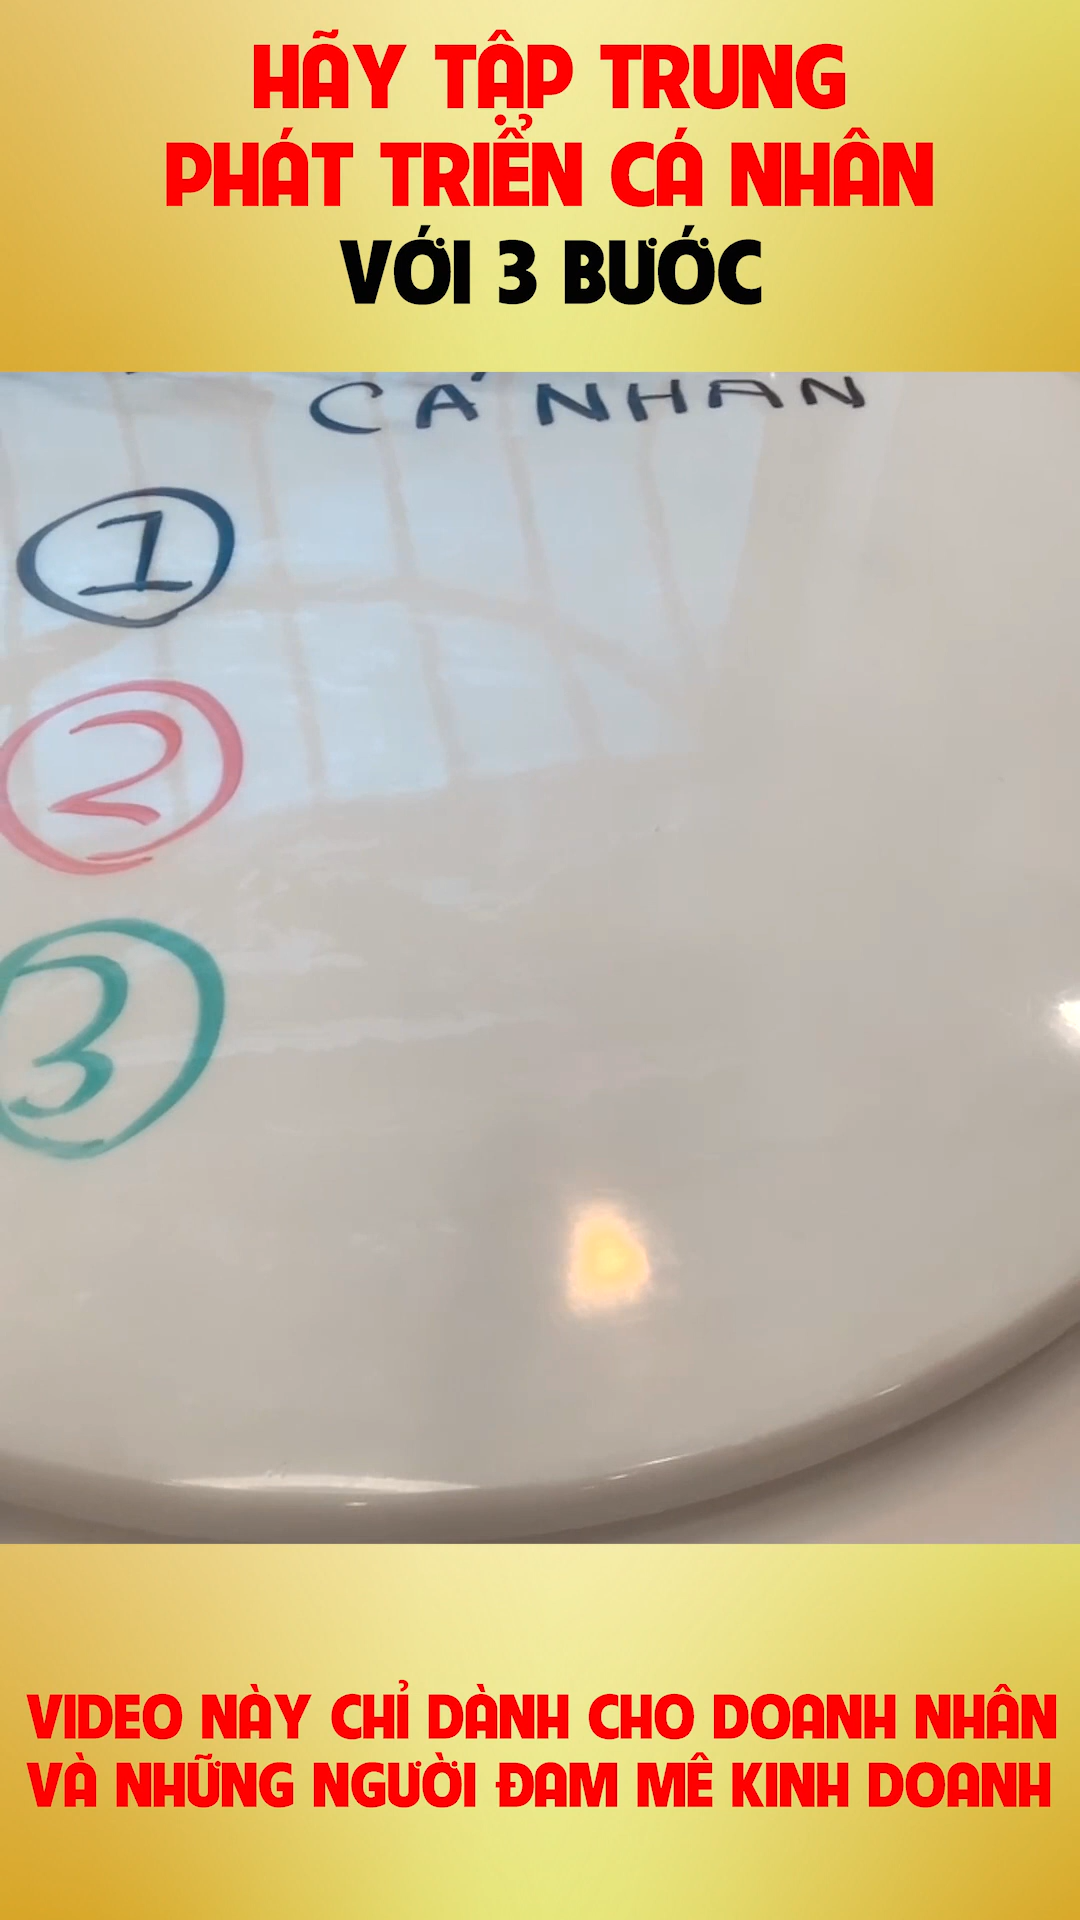 HÃY TẬP TRUNG
PHÁT TRIỂN CÁ NHÂN
VỚI 3 BƯỚC
CÁ NHAN
1
2
3
VIDEO NÀY CHỈ DÀNH CHO DOANH NHÂN
VÀ NHỮNG NGƯỜI ĐAM MÊ KINH DOANH